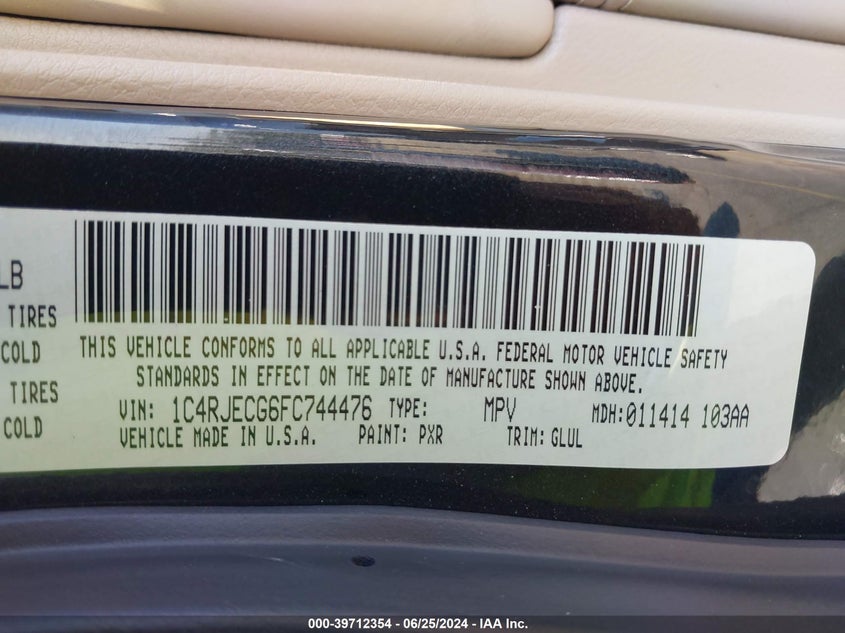 LB
TIRES
COLD
TIRES
COLD
THIS VEHICLE CONFORMS TO ALL APPLICABLE U.S.A. FEDERAL MOTOR VEHICLE SAFETY
STANDARDS IN EFFECT ON THE DATE OF MANUFACTURE SHOWN ABOVE.
VIN: 1C4RJECG6FC744476 TYPE: MPV MDH:011414 103AA
VEHICLE MADE IN U.S.A. PAINT: PXR TRIM: GLUL
000-39712354 - 06/25/2024 - IAA Inc.